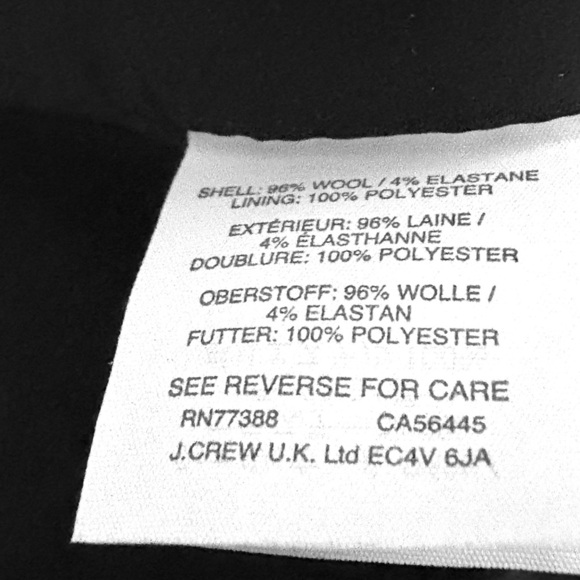 SHELL: 96% WOOL / 4% ELASTANE
LINING: 100% POLYESTER
EXTÉRIEUR: 96% LAINE /
4% ÉLASTHANNE
DOUBLURE: 100% POLYESTER
OBERSTOFF: 96% WOLLE /
4% ELASTAN
FUTTER: 100% POLYESTER
SEE REVERSE FOR CARE
RN77388 CA56445
J.CREW U.K. Ltd EC4V 6JA